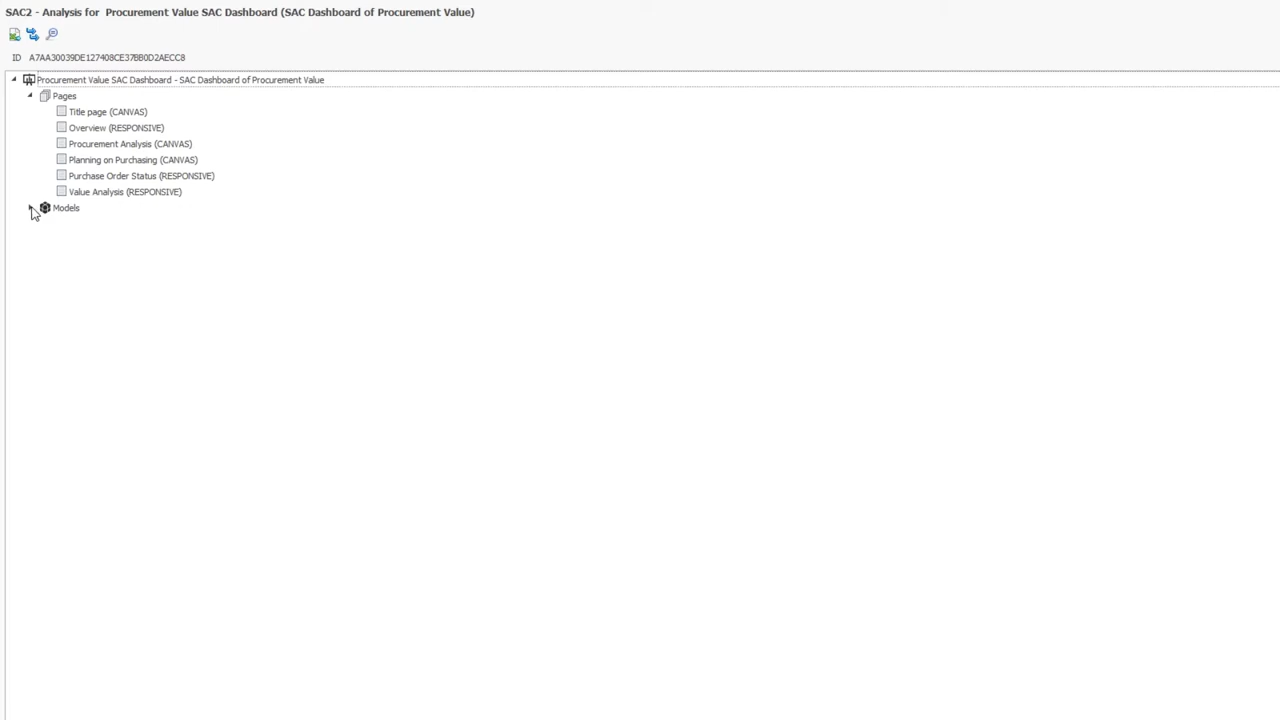 SAC2 - Analysis for  Procurement Value SAC Dashboard (SAC Dashboard of Procurement Value)
ID A7AA30039DE127408CE37BB0D2AECC8
Procurement Value SAC Dashboard - SAC Dashboard of Procurement Value
Pages
Title page (CANVAS)
Overview (RESPONSIVE)
Procurement Analysis (CANVAS)
Planning on Purchasing (CANVAS)
Purchase Order Status (RESPONSIVE)
Value Analysis (RESPONSIVE)
Models